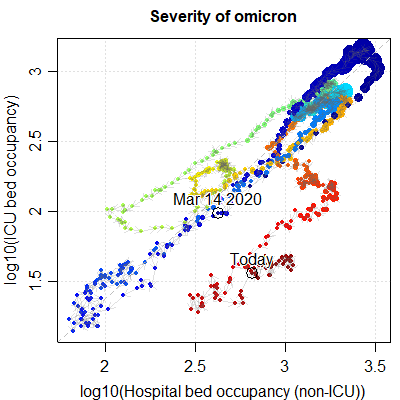 Severity of omicron
log10(ICU bed occupancy)
3
2.5
2
1.5
Mar 14 2020
Today
2
2.5
3
3.5
log10(Hospital bed occupancy (non-ICU))